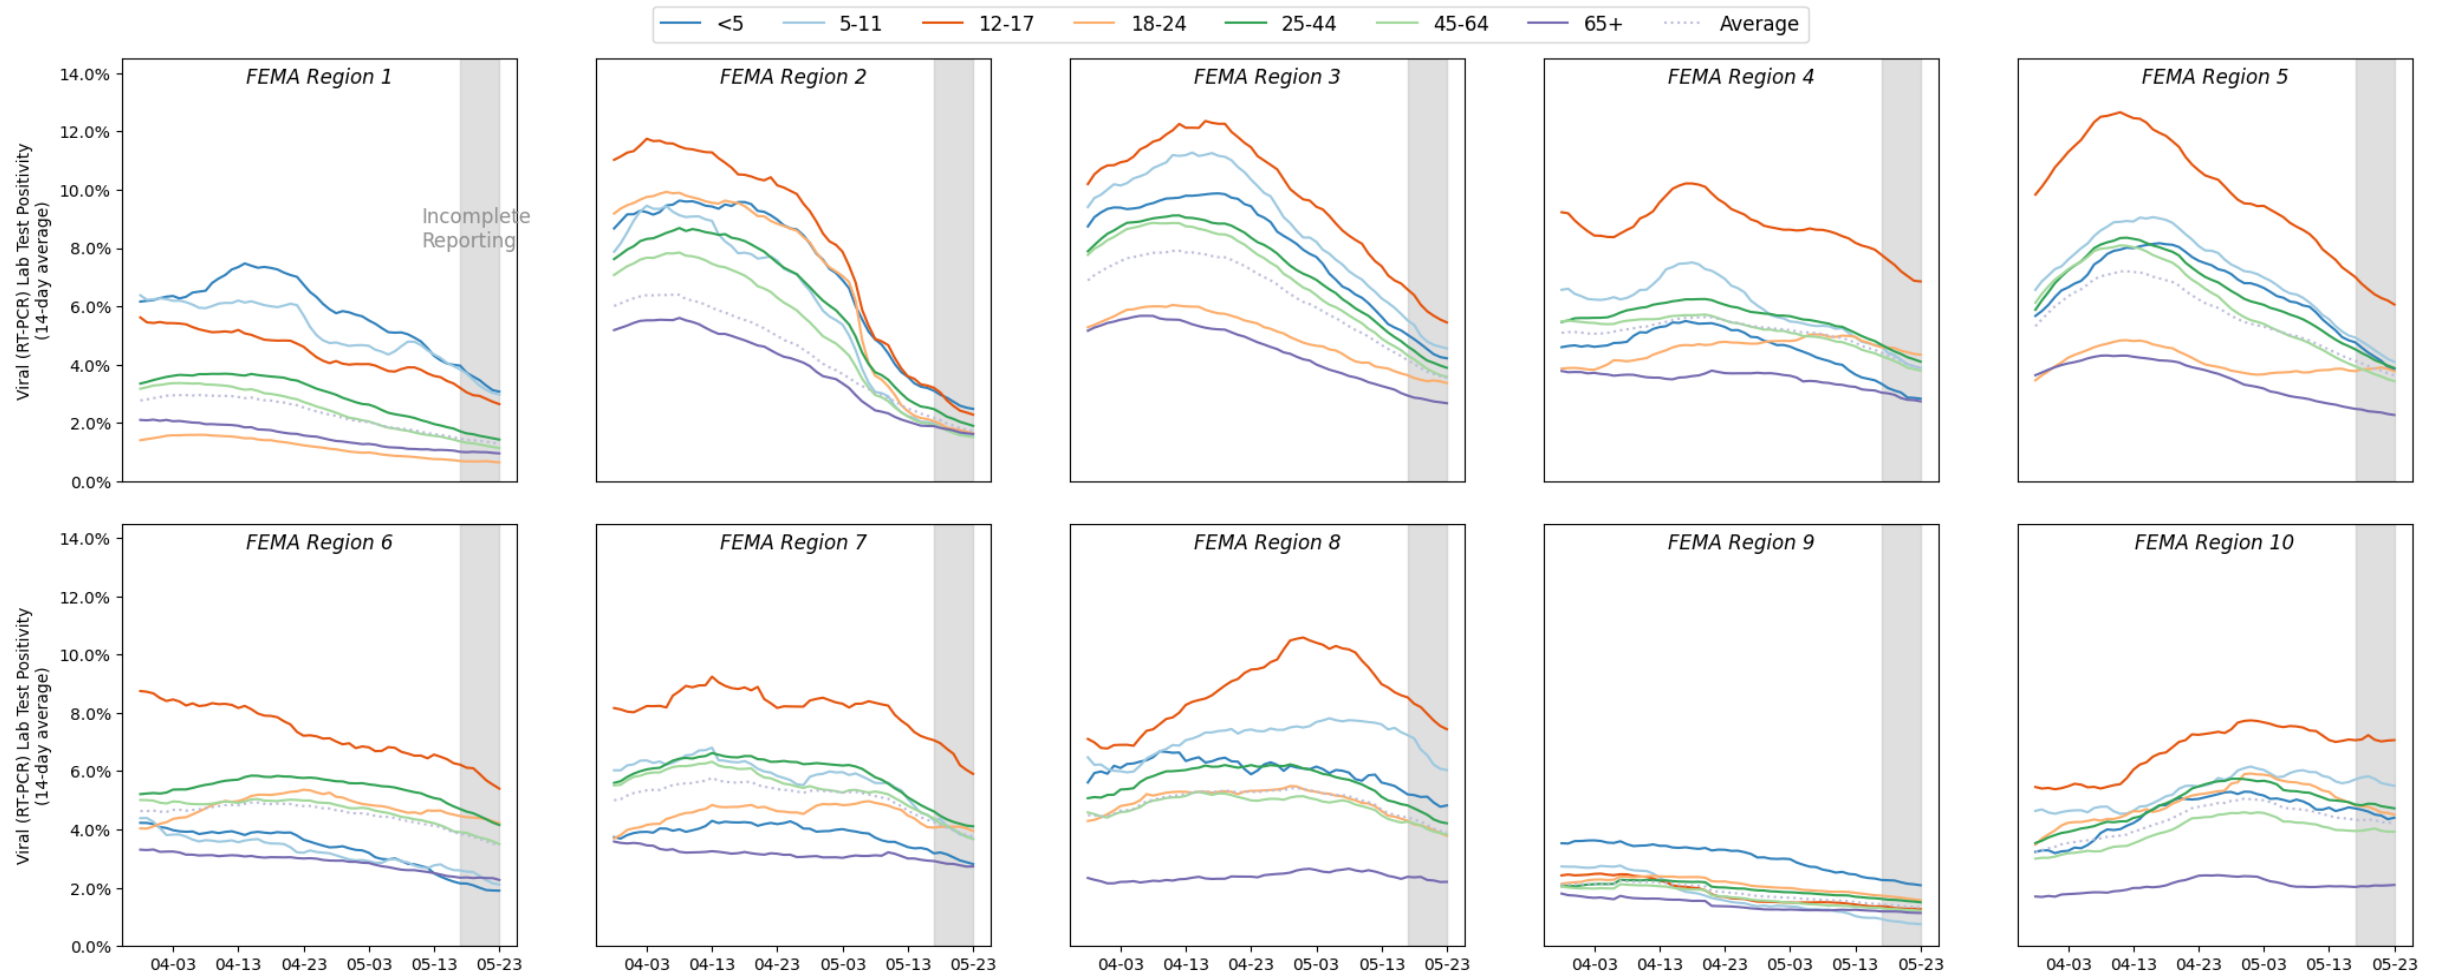 <5 5-11 12-17 18-24 25-44 45-64 65+ Average
FEMA Region 1 FEMA Region 2 FEMA Region 3 FEMA Region 4 FEMA Region 5
Viral (RT-PCR) Lab Test Positivity
(14-day average)
14.0%
12.0%
10.0%
8.0%
6.0%
4.0%
2.0%
0.0%
Incomplete
Reporting
FEMA Region 6 FEMA Region 7 FEMA Region 8 FEMA Region 9 FEMA Region 10
Viral (RT-PCR) Lab Test Positivity
(14-day average)
14.0%
12.0%
10.0%
8.0%
6.0%
4.0%
2.0%
0.0%
04-03 04-13 04-23 05-03 05-13 05-23 04-03 04-13 04-23 05-03 05-13 05-23 04-03 04-13 04-23 05-03 05-13 05-23 04-03 04-13 04-23 05-03 05-13 05-23 04-03 04-13 04-23 05-03 05-13 05-23